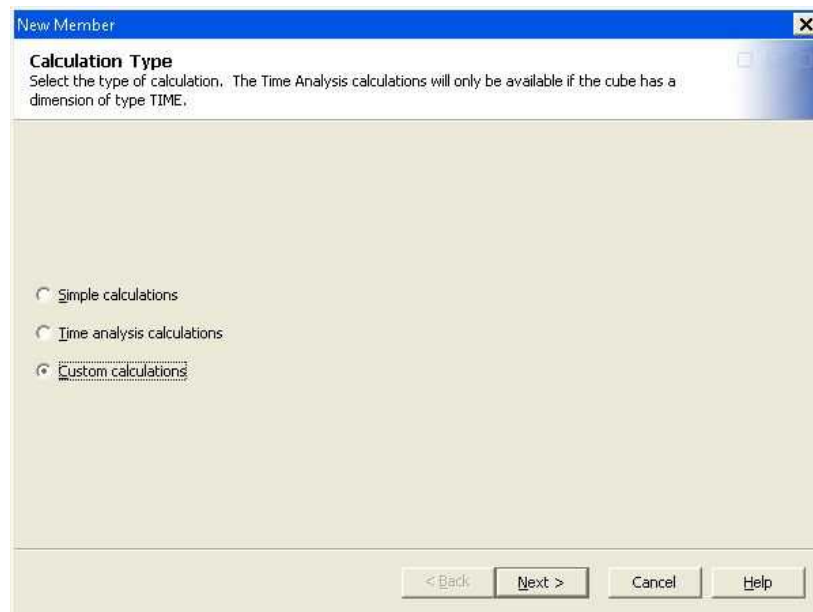 New Member
Calculation Type
Select the type of calculation. The Time Analysis calculations will only be available if the cube has a
dimension of type TIME.
Simple calculations
Time analysis calculations
Custom calculations
< Back Next > Cancel Help